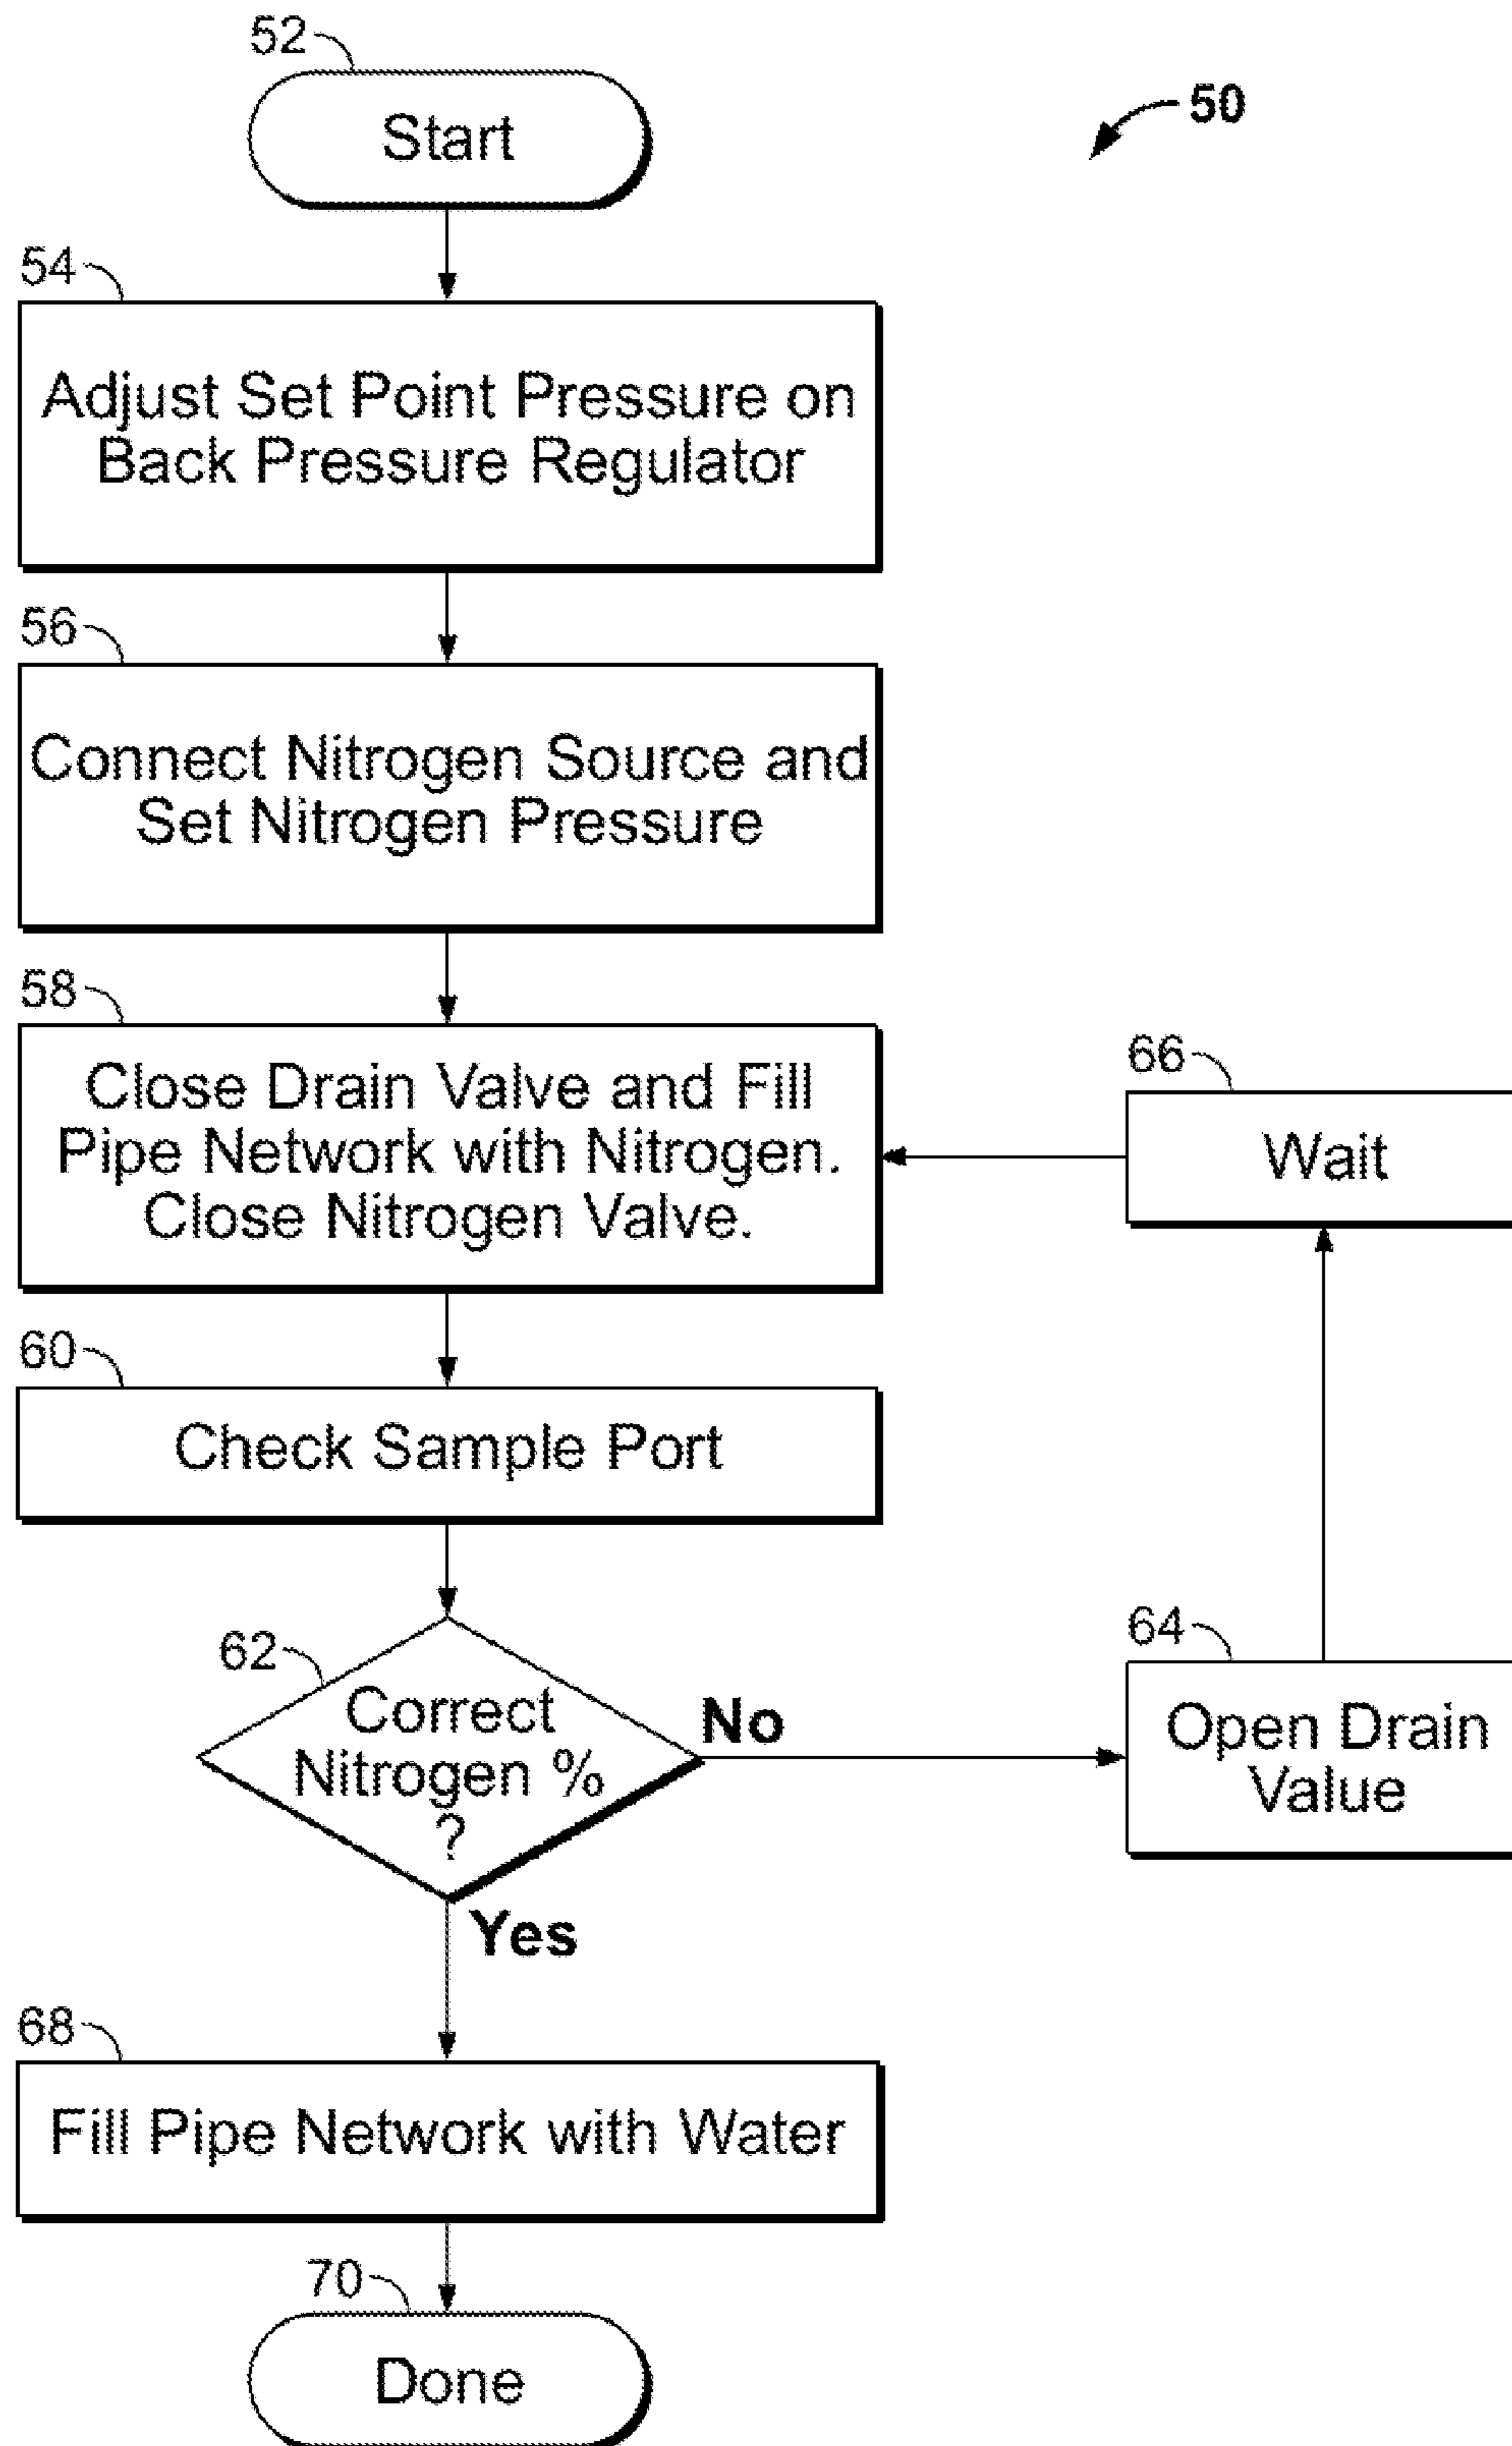 52
Start
50
54
Adjust Set Point Pressure on
Back Pressure Regulator
56
Connect Nitrogen Source and
Set Nitrogen Pressure
58
Close Drain Valve and Fill
Pipe Network with Nitrogen.
Close Nitrogen Valve.
66
Wait
60
Check Sample Port
62
Correct
Nitrogen %
?
No
64
Open Drain
Value
Yes
68
Fill Pipe Network with Water
70
Done